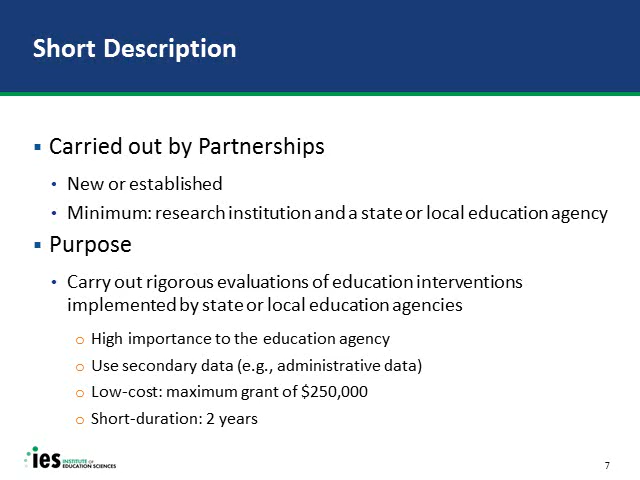 Short Description
Carried out by Partnerships
New or established
Minimum: research institution and a state or local education agency
Purpose
Carry out rigorous evaluations of education interventions
implemented by state or local education agencies
High importance to the education agency
Use secondary data (e.g., administrative data)
Low-cost: maximum grant of $250,000
Short-duration: 2 years
ies INSTITUTE OF
EDUCATION SCIENCES
7